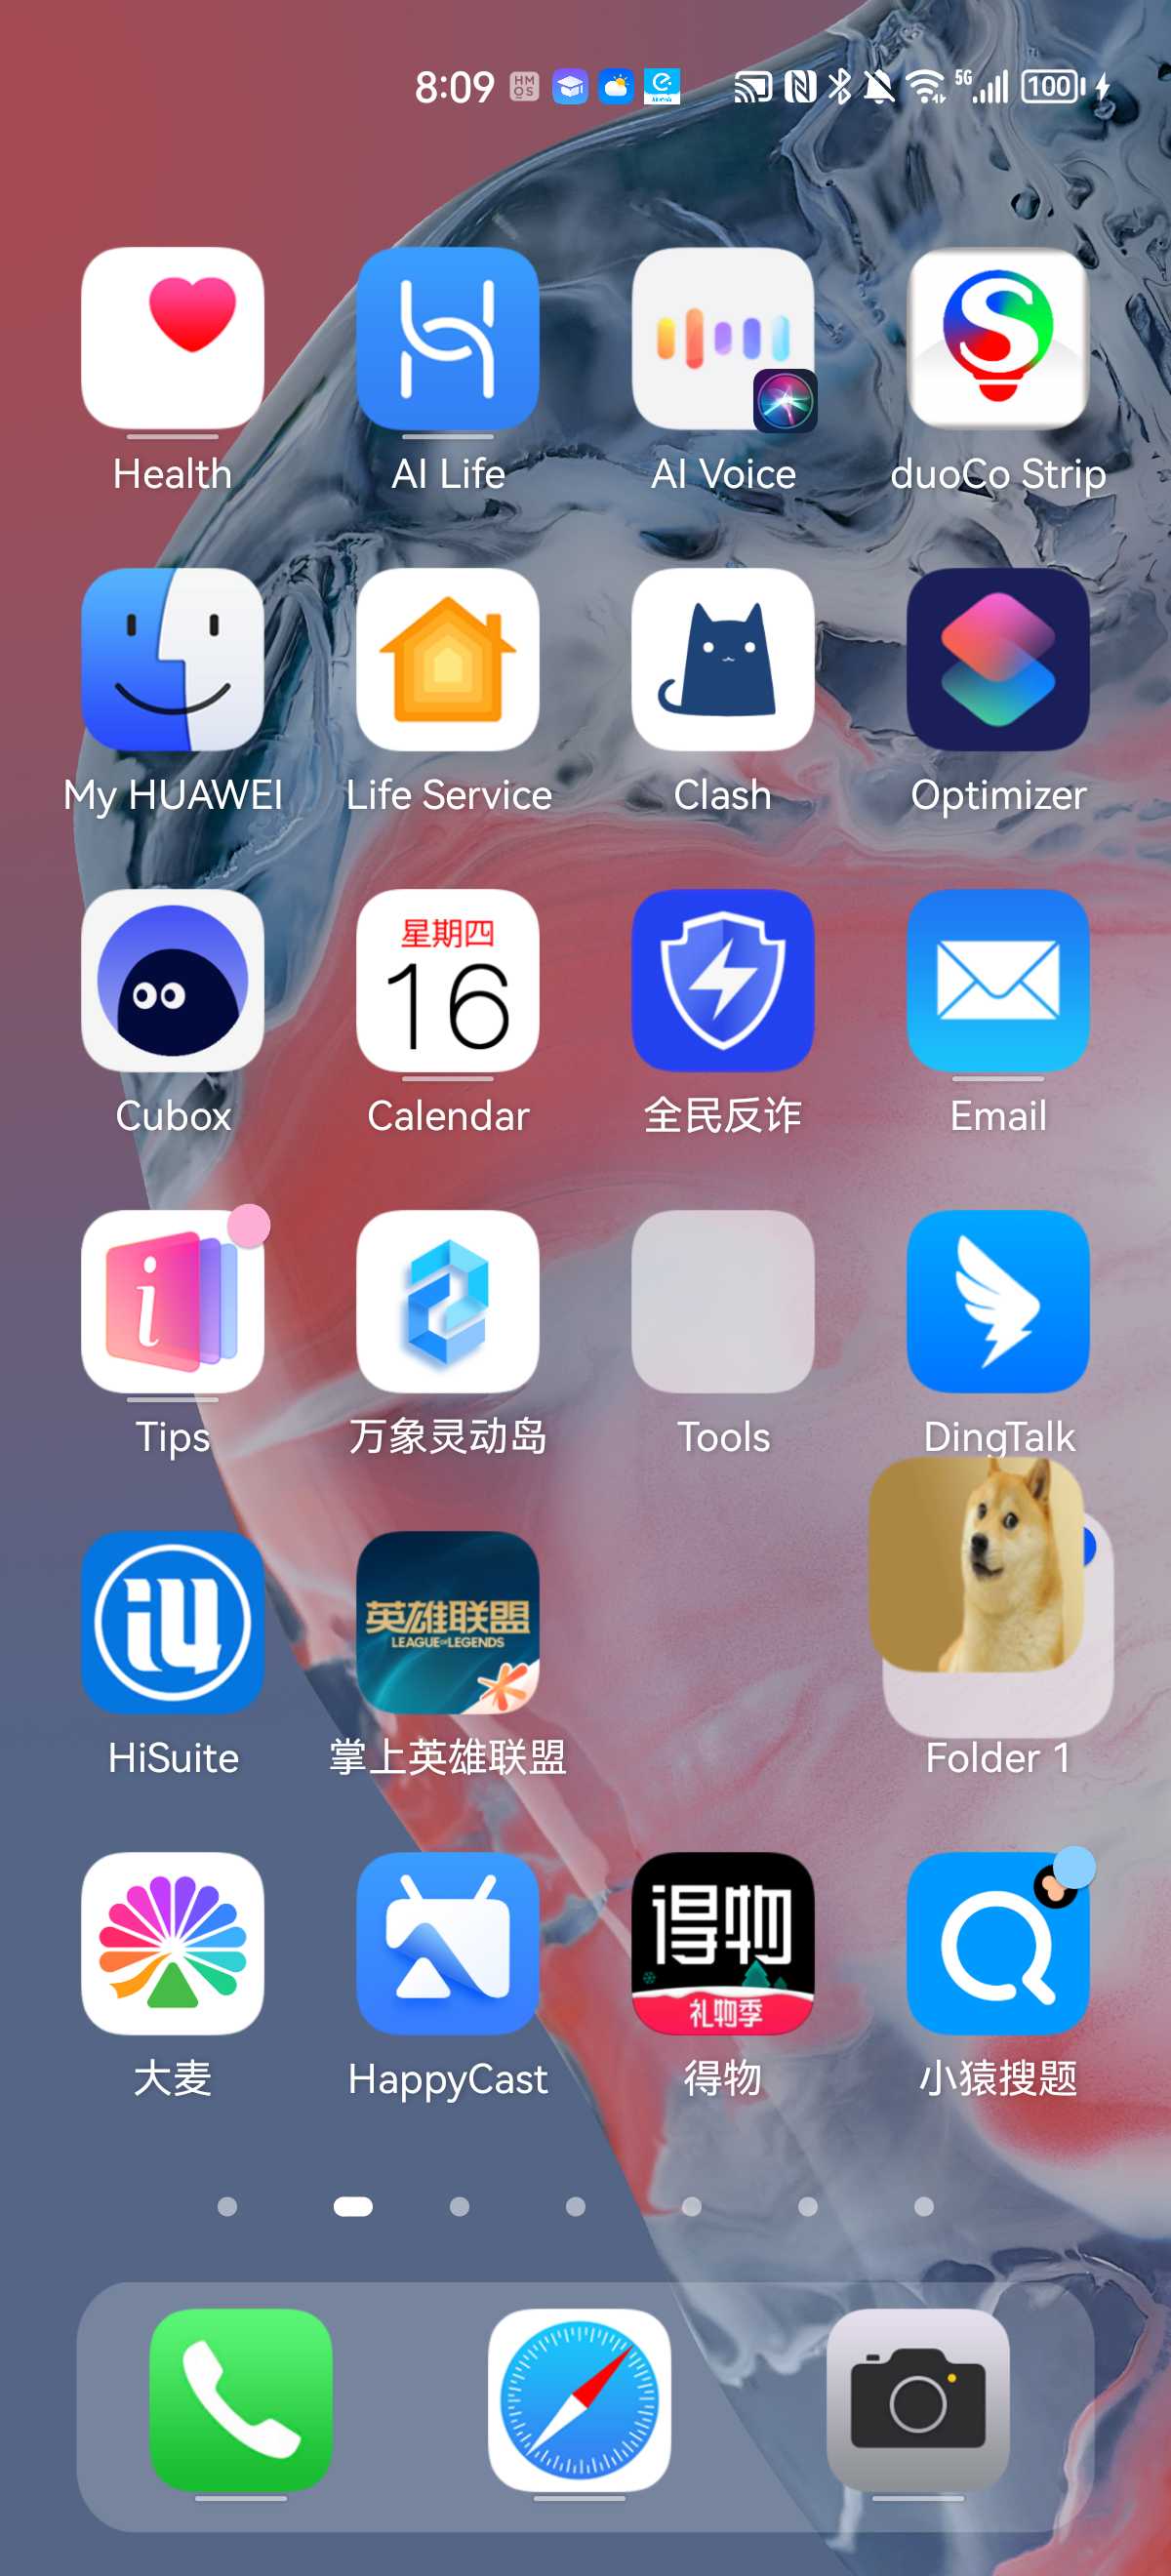 8:09 HM OS 5G 100
Health AI Life AI Voice duoCo Strip
My HUAWEI Life Service Clash Optimizer
星期四
16
Cubox Calendar 全民反诈 Email
Tips 万象灵动岛 Tools DingTalk
英雄联盟
LEAGUE OF LEGENDS
HiSuite 掌上英雄联盟 Folder 1
得物
礼物季
大麦 HappyCast 得物 小猿搜题